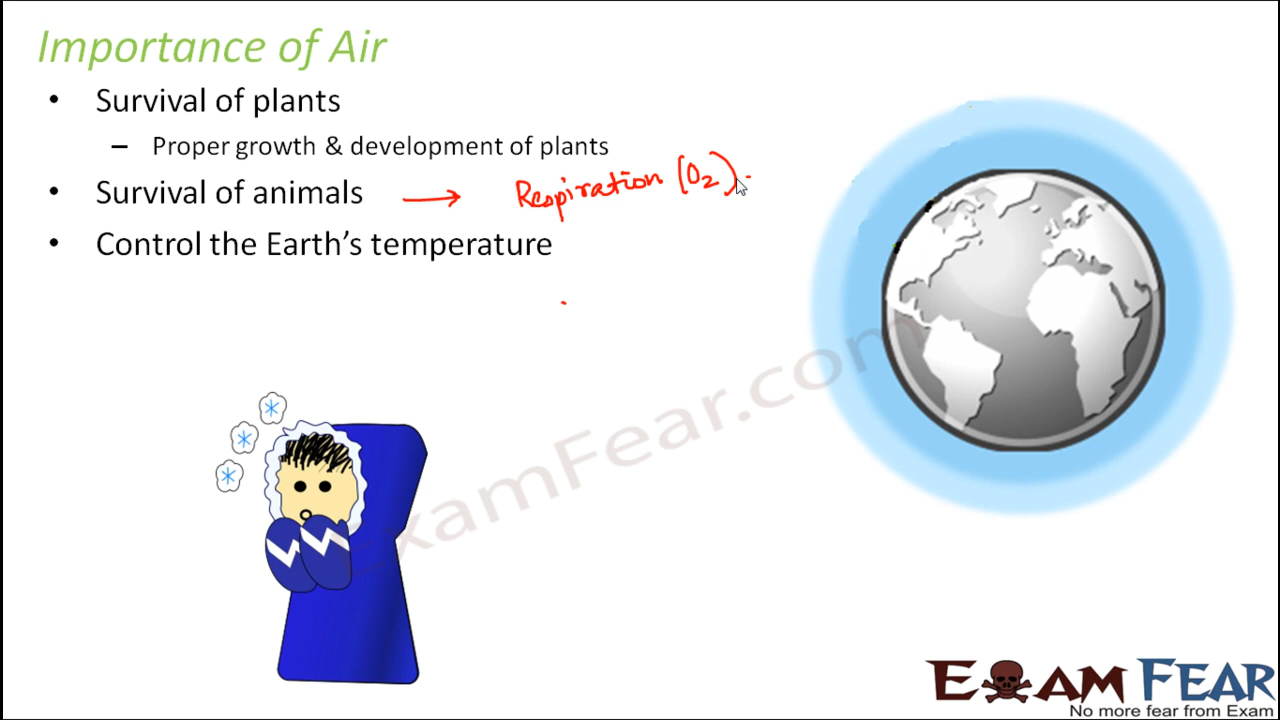 Importance of Air
• Survival of plants
– Proper growth & development of plants
• Survival of animals → Respiration (O₂).
• Control the Earth's temperature
ExamFear.com
EXAM FEAR
No more fear from Exam